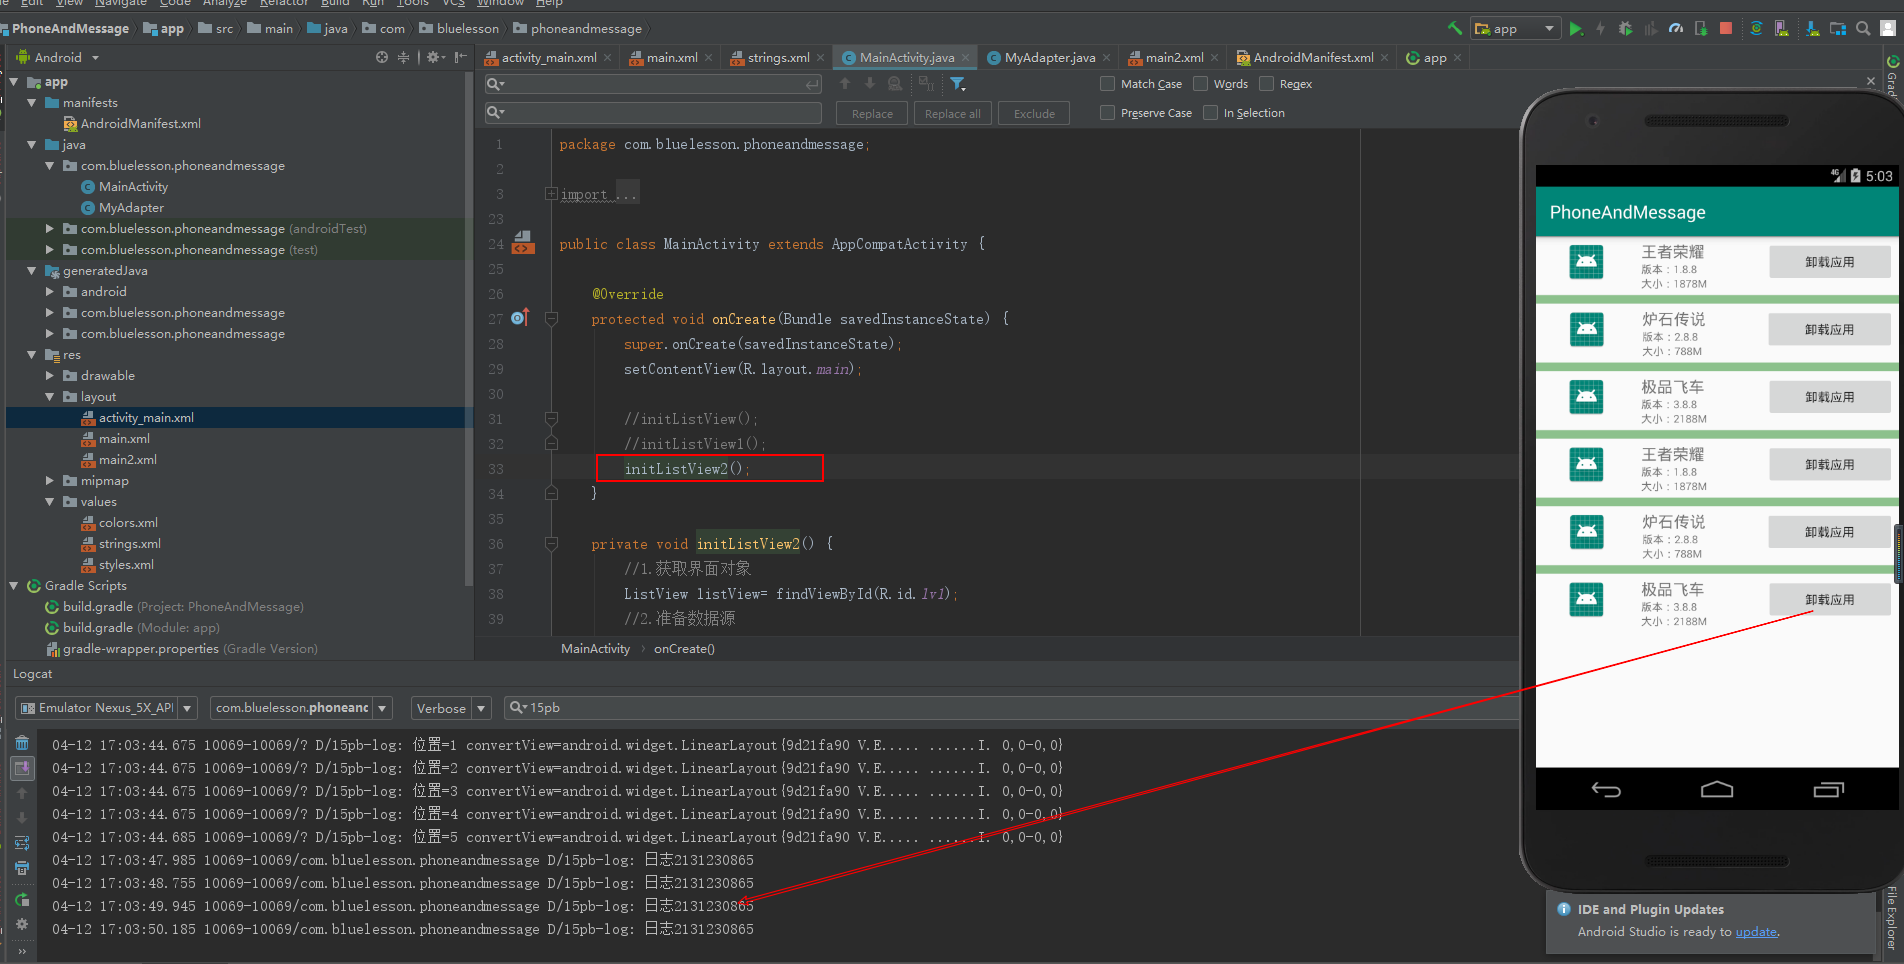 Edit View Navigate Code Analyze Refactor Build Run Tools VCS Window Help
PhoneAndMessage app src main java com bluelesson phoneandmessage
app
Android
activity_main.xml main.xml strings.xml MainActivity.java MyAdapter.java main2.xml AndroidManifest.xml app
Match Case Words Regex
Replace Replace all Exclude Preserve Case In Selection
app
manifests
AndroidManifest.xml
java
com.bluelesson.phoneandmessage
MainActivity
MyAdapter
com.bluelesson.phoneandmessage (androidTest)
com.bluelesson.phoneandmessage (test)
generatedJava
android
com.bluelesson.phoneandmessage
com.bluelesson.phoneandmessage
res
drawable
layout
activity_main.xml
main.xml
main2.xml
mipmap
values
colors.xml
strings.xml
styles.xml
Gradle Scripts
build.gradle (Project: PhoneAndMessage)
build.gradle (Module: app)
gradle-wrapper.properties (Gradle Version)
1 package com.bluelesson.phoneandmessage;
2
3 import ...
23
24 public class MainActivity extends AppCompatActivity {
25
26 @Override
27 protected void onCreate(Bundle savedInstanceState) {
28 super.onCreate(savedInstanceState);
29 setContentView(R.layout.main);
30
31 //initListView();
32 //initListView1();
33 initListView2();
34 }
35
36 private void initListView2() {
37 //1.获取界面对象
38 ListView listView= findViewById(R.id.lv1);
39 //2.准备数据源
MainActivity onCreate()
5:03
PhoneAndMessage
王者荣耀
版本：1.8.8
大小：1878M
卸载应用
炉石传说
版本：2.8.8
大小：788M
卸载应用
极品飞车
版本：3.8.8
大小：2188M
卸载应用
王者荣耀
版本：1.8.8
大小：1878M
卸载应用
炉石传说
版本：2.8.8
大小：788M
卸载应用
极品飞车
版本：3.8.8
大小：2188M
卸载应用
Logcat
Emulator Nexus_5X_API com.bluelesson.phoneanc Verbose 15pb
04-12 17:03:44.675 10069-10069/? D/15pb-log: 位置=1 convertView=android.widget.LinearLayout{9d21fa90 V.E..... ......I. 0,0-0,0}
04-12 17:03:44.675 10069-10069/? D/15pb-log: 位置=2 convertView=android.widget.LinearLayout{9d21fa90 V.E..... ......I. 0,0-0,0}
04-12 17:03:44.675 10069-10069/? D/15pb-log: 位置=3 convertView=android.widget.LinearLayout{9d21fa90 V.E..... ......I. 0,0-0,0}
04-12 17:03:44.675 10069-10069/? D/15pb-log: 位置=4 convertView=android.widget.LinearLayout{9d21fa90 V.E..... ......I. 0,0-0,0}
04-12 17:03:44.685 10069-10069/? D/15pb-log: 位置=5 convertView=android.widget.LinearLayout{9d21fa90 V.E..... ......I. 0,0-0,0}
04-12 17:03:47.985 10069-10069/com.bluelesson.phoneandmessage D/15pb-log: 日志2131230865
04-12 17:03:48.755 10069-10069/com.bluelesson.phoneandmessage D/15pb-log: 日志2131230865
04-12 17:03:49.945 10069-10069/com.bluelesson.phoneandmessage D/15pb-log: 日志2131230865
04-12 17:03:50.185 10069-10069/com.bluelesson.phoneandmessage D/15pb-log: 日志2131230865
IDE and Plugin Updates
Android Studio is ready to update.
File Explorer